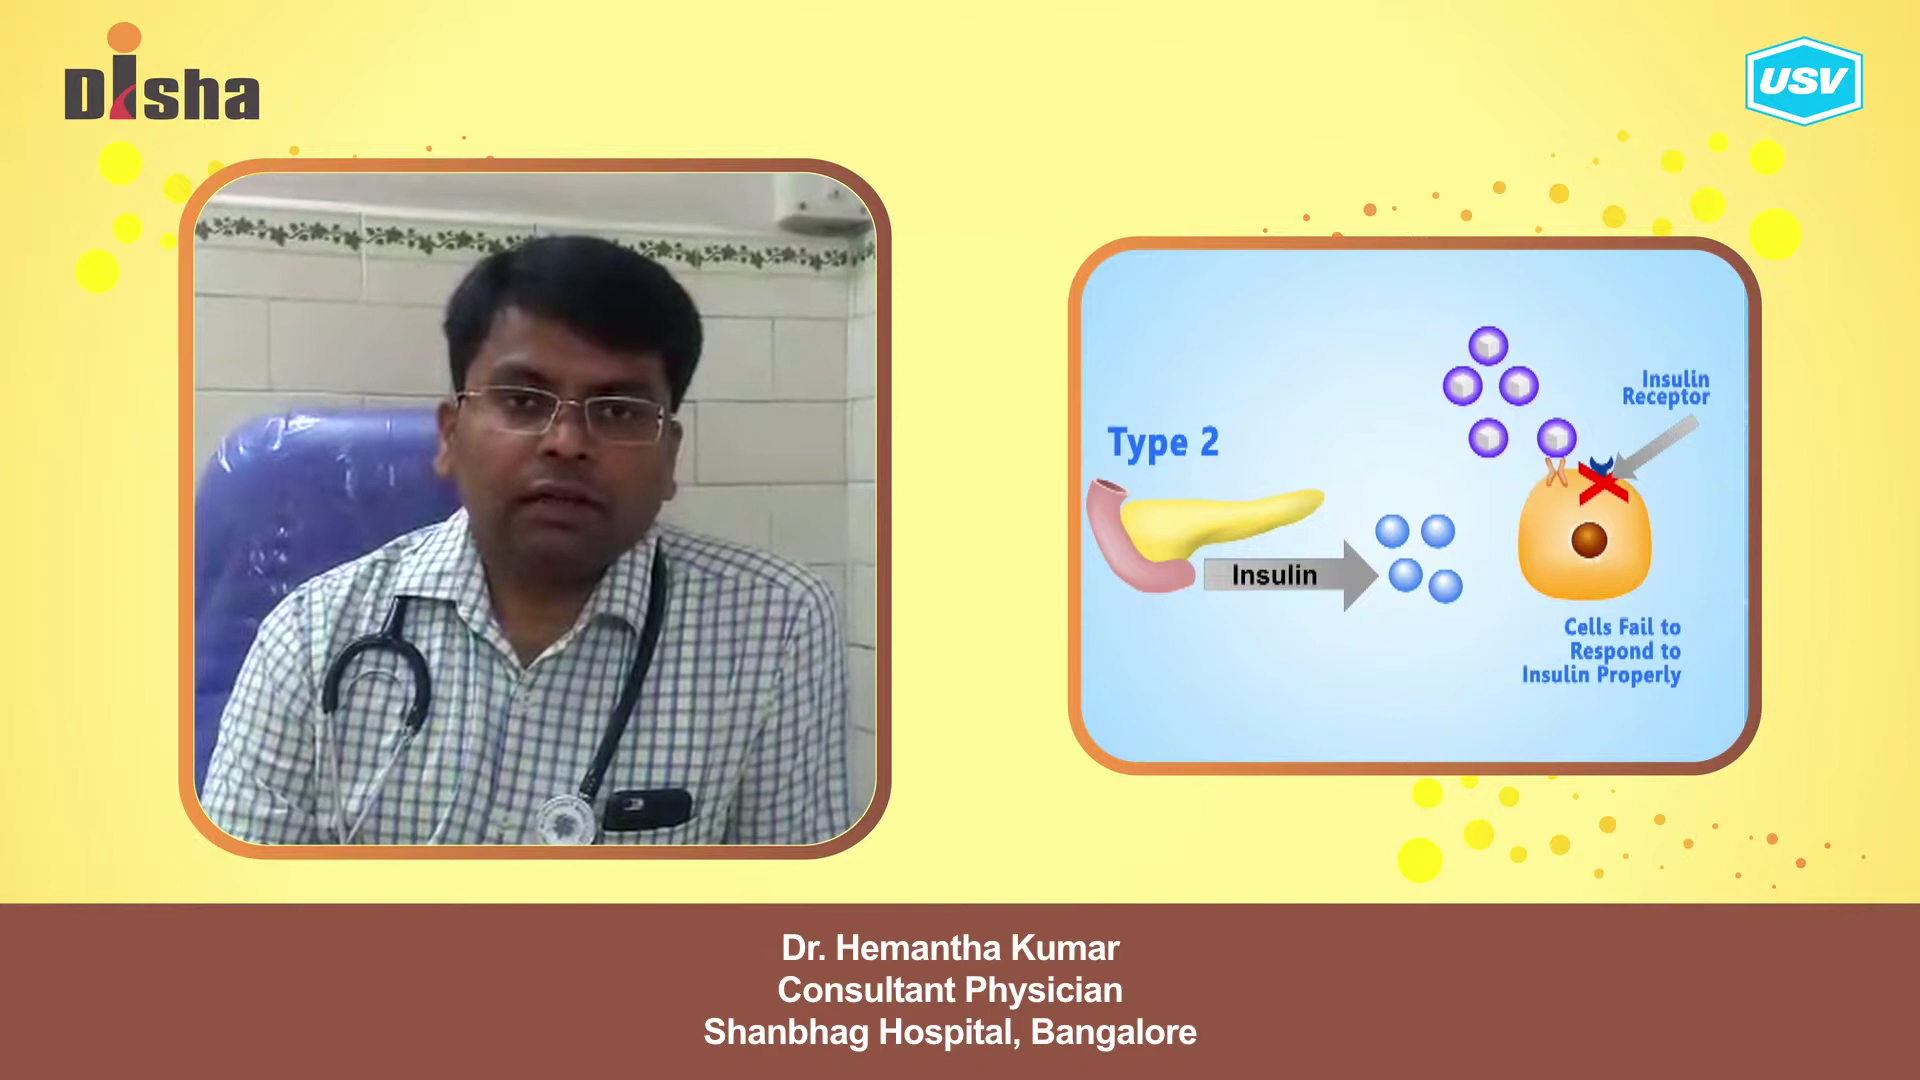 Disha
USV
Type 2
Insulin
Insulin
Receptor
Cells Fail to
Respond to
Insulin Properly
Dr. Hemantha Kumar
Consultant Physician
Shanbhag Hospital, Bangalore